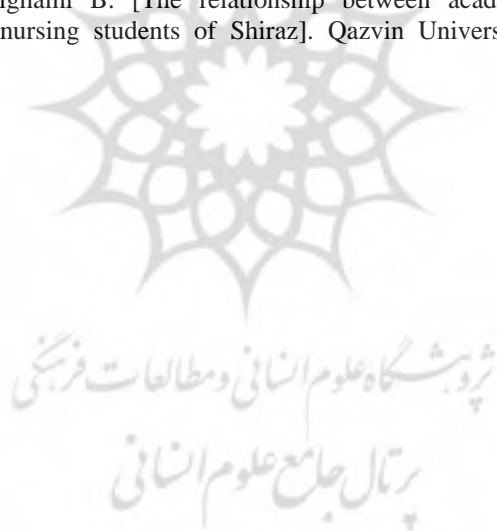 nghami B. [The relationship between acad
nursing students of Shiraz]. Qazvin Univers
پژوهشگاه علوم انسانی و مطالعات فرهنگی
پرتال جامع علوم انسانی